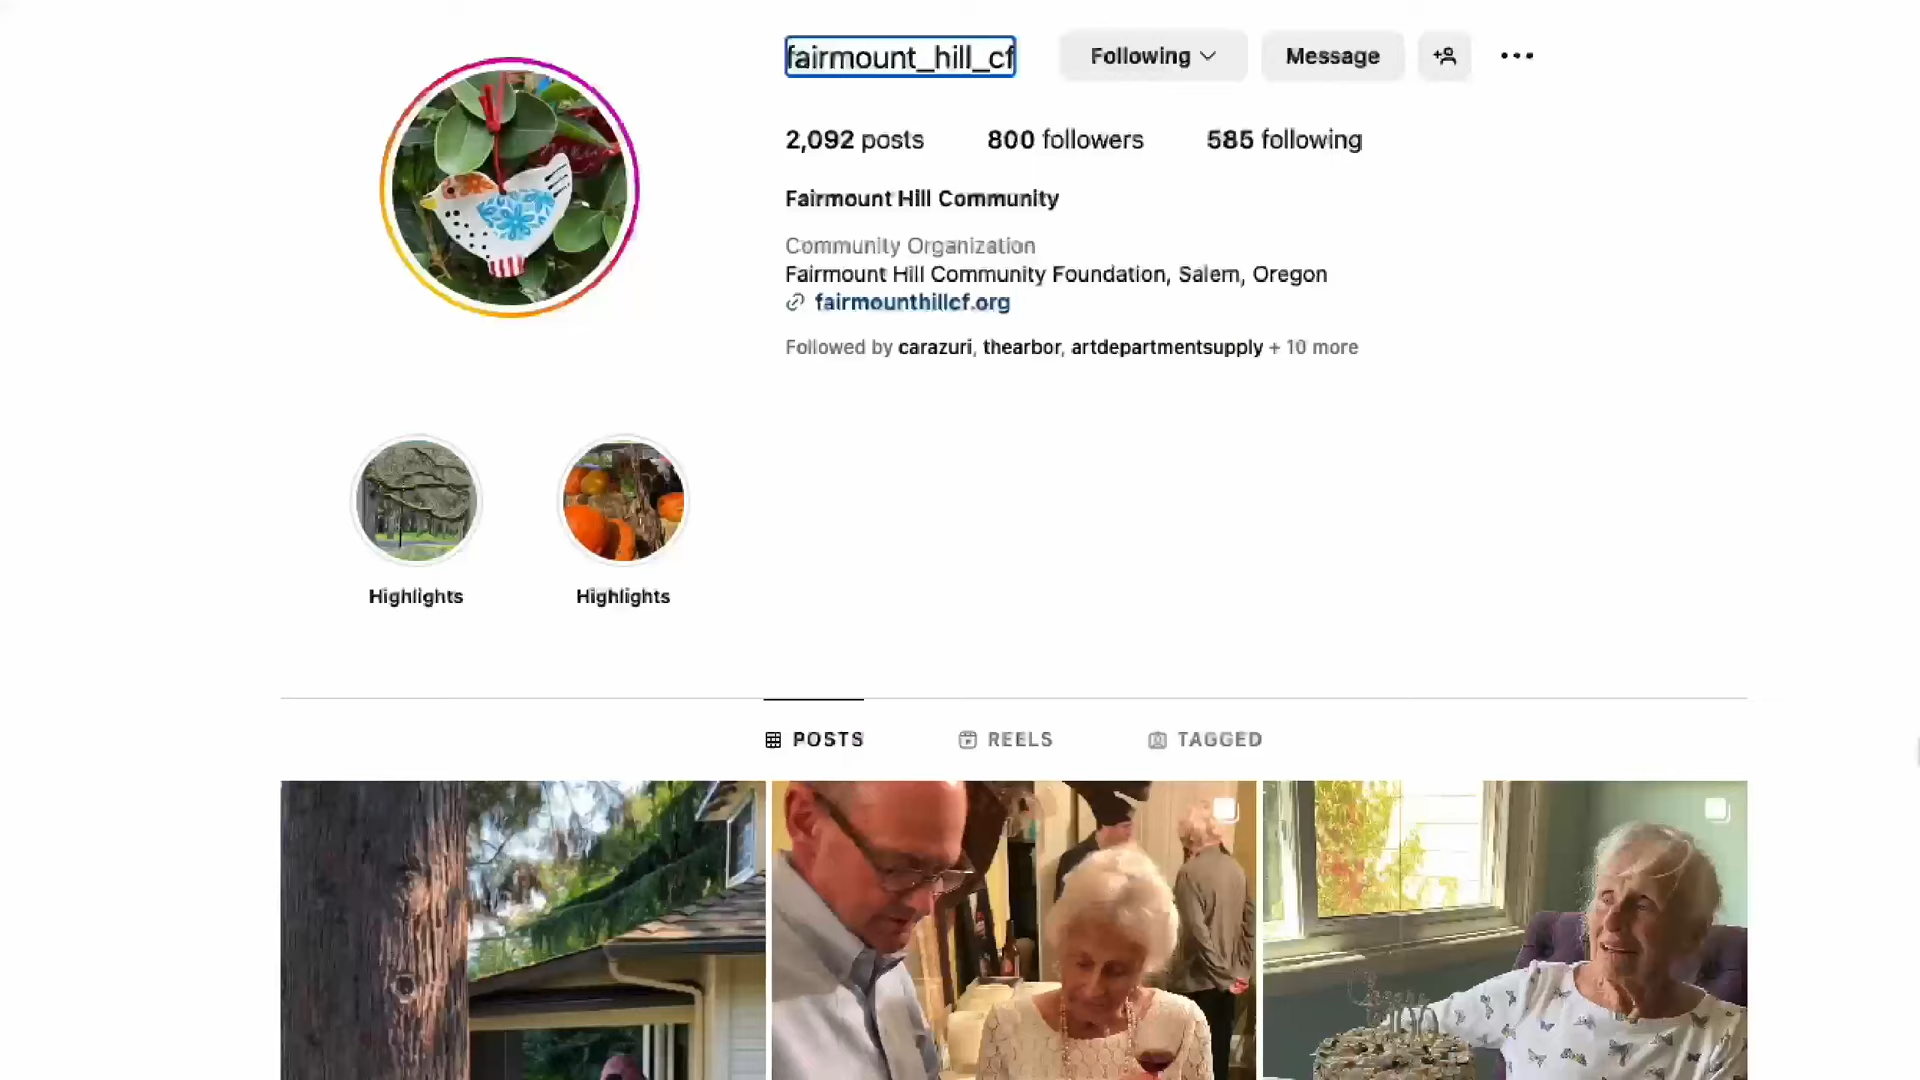 fairmount_hill_cf
Following
Message
2,092 posts
800 followers
585 following
Fairmount Hill Community
Community Organization
Fairmount Hill Community Foundation, Salem, Oregon
fairmounthillcf.org
Followed by carazuri, thearbor, artdepartmentsupply + 10 more
Highlights
Highlights
POSTS
REELS
TAGGED